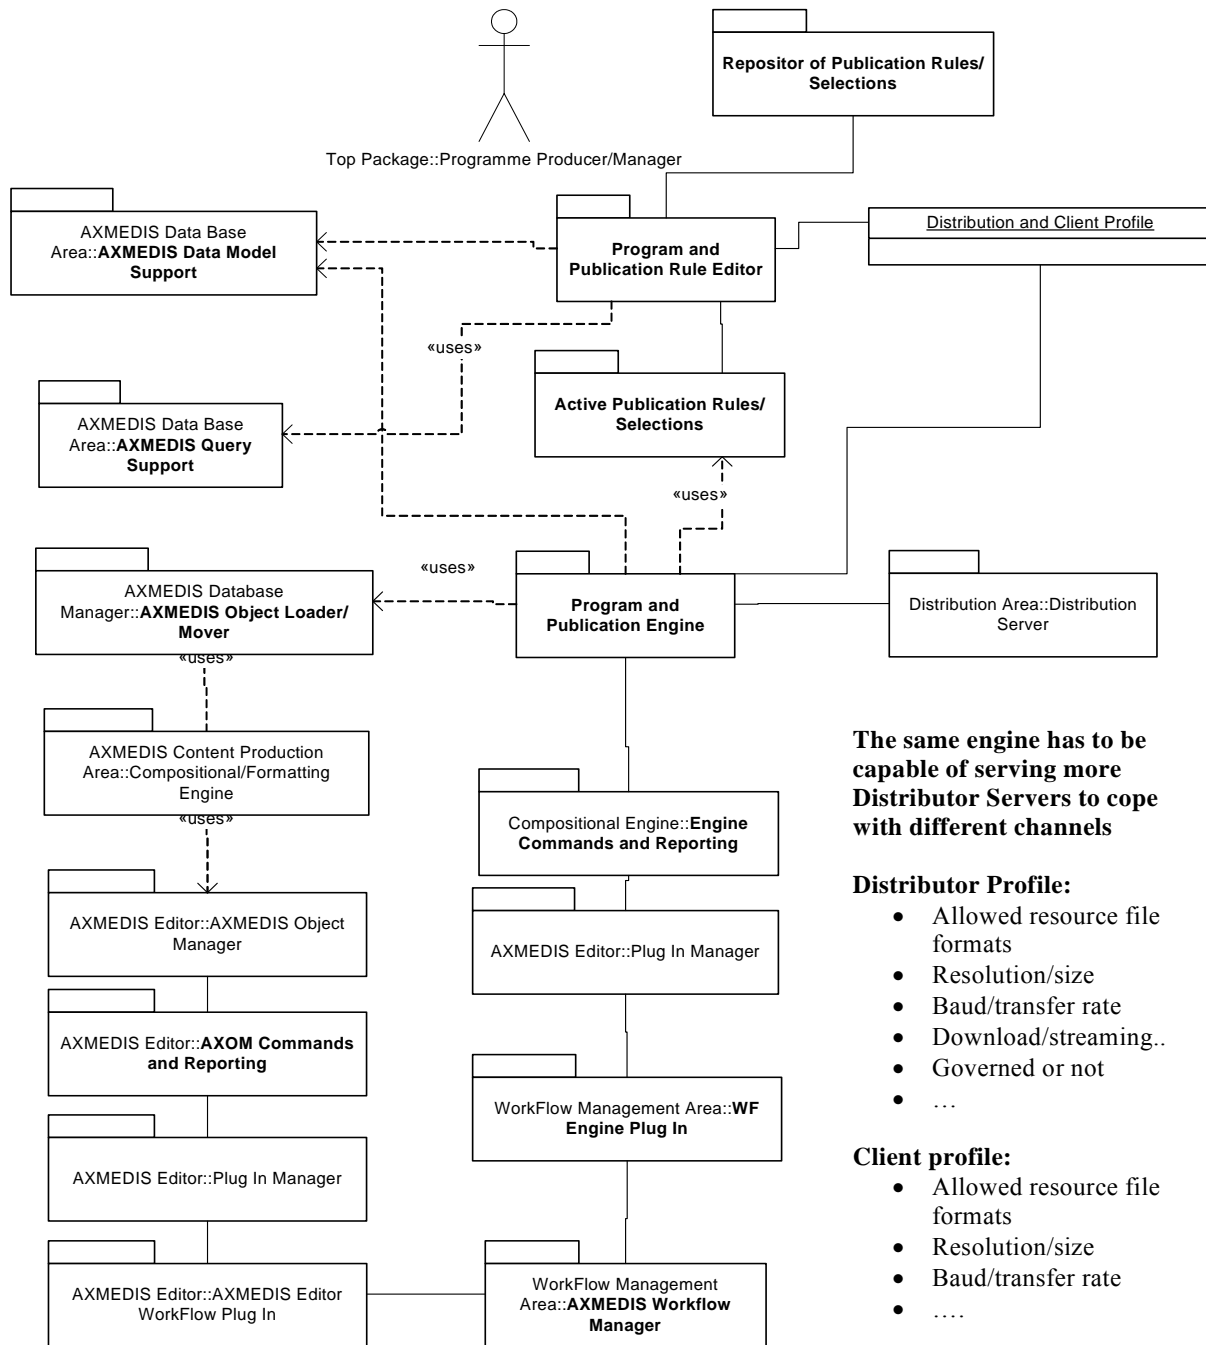 Repositor of Publication Rules/
Selections
Top Package::Programme Producer/Manager
AXMEDIS Data Base
Area::AXMEDIS Data Model
Support
Program and
Publication Rule Editor
Distribution and Client Profile
«uses»
Active Publication Rules/
Selections
AXMEDIS Data Base
Area::AXMEDIS Query
Support
«uses»
AXMEDIS Database
Manager::AXMEDIS Object Loader/
Mover
«uses»
Program and
Publication Engine
Distribution Area::Distribution
Server
«uses»
AXMEDIS Content Production
Area::Compositional/Formatting
Engine
«uses»
Compositional Engine::Engine
Commands and Reporting
AXMEDIS Editor::AXMEDIS Object
Manager
AXMEDIS Editor::Plug In Manager
AXMEDIS Editor::AXOM Commands
and Reporting
WorkFlow Management Area::WF
Engine Plug In
AXMEDIS Editor::Plug In Manager
AXMEDIS Editor::AXMEDIS Editor
WorkFlow Plug In
WorkFlow Management
Area::AXMEDIS Workflow
Manager
The same engine has to be
capable of serving more
Distributor Servers to cope
with different channels
Distributor Profile:
• Allowed resource file
formats
• Resolution/size
• Baud/transfer rate
• Download/streaming..
• Governed or not
• …
Client profile:
• Allowed resource file
formats
• Resolution/size
• Baud/transfer rate
• ….